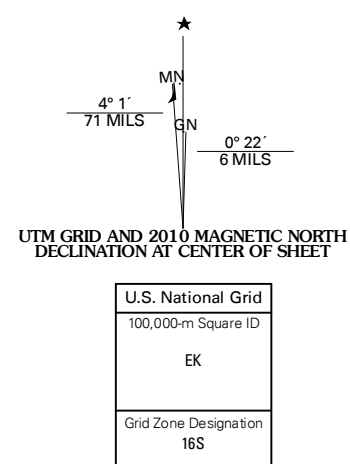 MN
4° 1´
71 MILS
GN
0° 22´
6 MILS
UTM GRID AND 2010 MAGNETIC NORTH
DECLINATION AT CENTER OF SHEET
U.S. National Grid
100,000-m Square ID
EK
Grid Zone Designation
16S